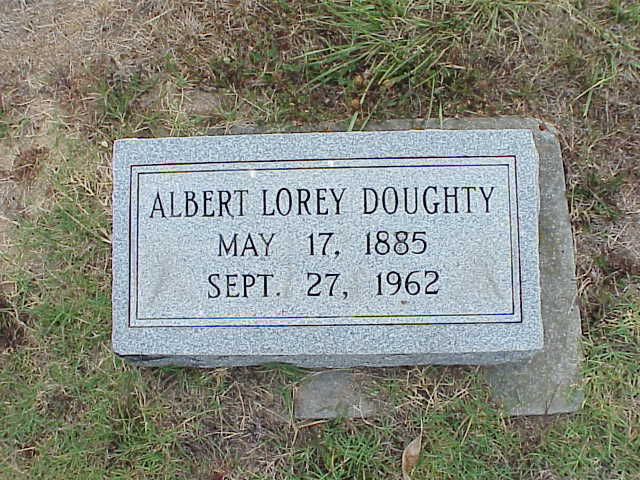 ALBERT LOREY DOUGHTY
MAY 17, 1885
SEPT. 27, 1962